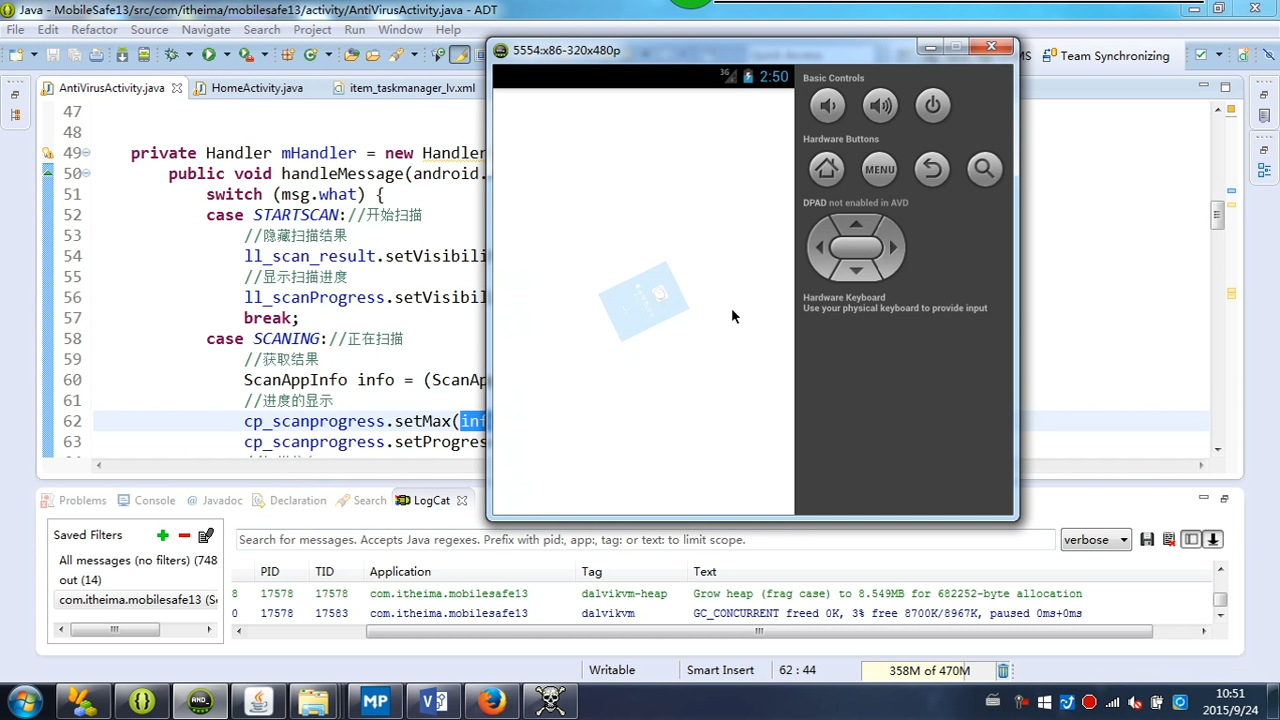 Java - MobileSafe13/src/com/itheima/mobilesafe13/activity/AntiVirusActivity.java - ADT
File Edit Refactor Source Navigate Search Project Run Window Help
Team Synchronizing
AntiVirusActivity.java HomeActivity.java item_taskmanager_lv.xml
47
48
49 private Handler mHandler = new Handler
50 public void handleMessage(android.
51 switch (msg.what) {
52 case STARTSCAN://开始扫描
53 //隐藏扫描结果
54 ll_scan_result.setVisibili
55 //显示扫描进度
56 ll_scanProgress.setVisibil
57 break;
58 case SCANING://正在扫描
59 //获取结果
60 ScanAppInfo info = (ScanAp
61 //进度的显示
62 cp_scanprogress.setMax(inf
63 cp_scanprogress.setProgres
5554:x86-320x480p
3G 2:50
Basic Controls
Hardware Buttons
MENU
DPAD not enabled in AVD
Hardware Keyboard
Use your physical keyboard to provide input
Problems Console Javadoc Declaration Search LogCat
Saved Filters
All messages (no filters) (748
out (14)
com.itheima.mobilesafe13 (Se
Search for messages. Accepts Java regexes. Prefix with pid:, app:, tag: or text: to limit scope.
verbose
PID TID Application Tag Text
8 17578 17578 com.itheima.mobilesafe13 dalvikvm-heap Grow heap (frag case) to 8.549MB for 682252-byte allocation
0 17578 17583 com.itheima.mobilesafe13 dalvikvm GC_CONCURRENT freed 0K, 3% free 8700K/8967K, paused 0ms+0ms
Writable Smart Insert 62 : 44 358M of 470M
MP
10:51
2015/9/24